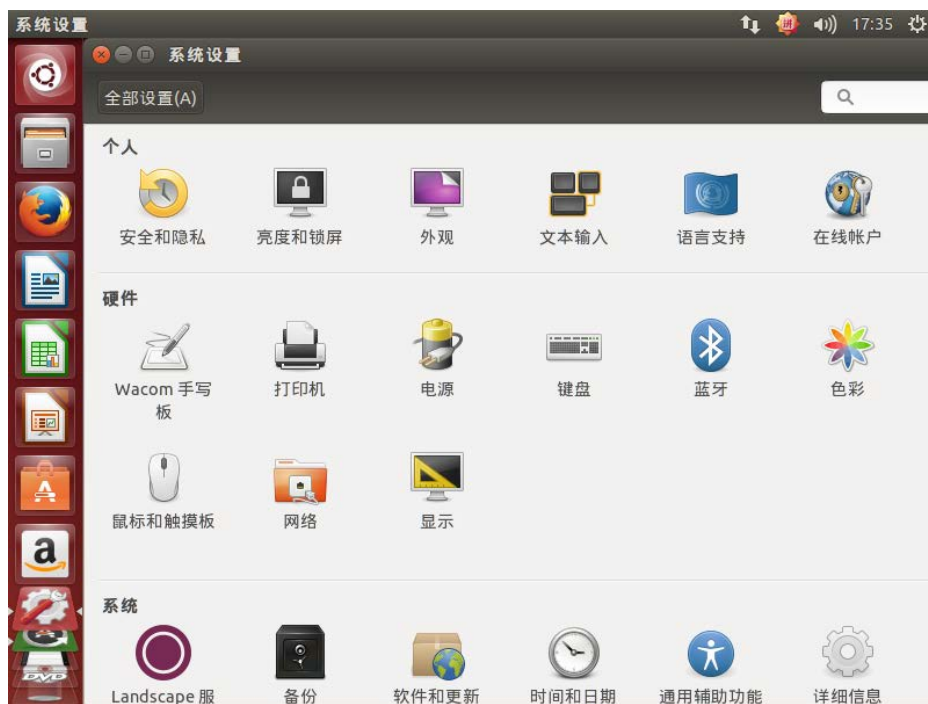 系统设置
拼
17:35
系统设置
全部设置(A)
个人
安全和隐私
亮度和锁屏
外观
文本输入
语言支持
在线帐户
硬件
Wacom 手写
板
打印机
电源
键盘
蓝牙
色彩
鼠标和触摸板
网络
显示
系统
Landscape 服
备份
软件和更新
时间和日期
通用辅助功能
详细信息
A
a
DVD